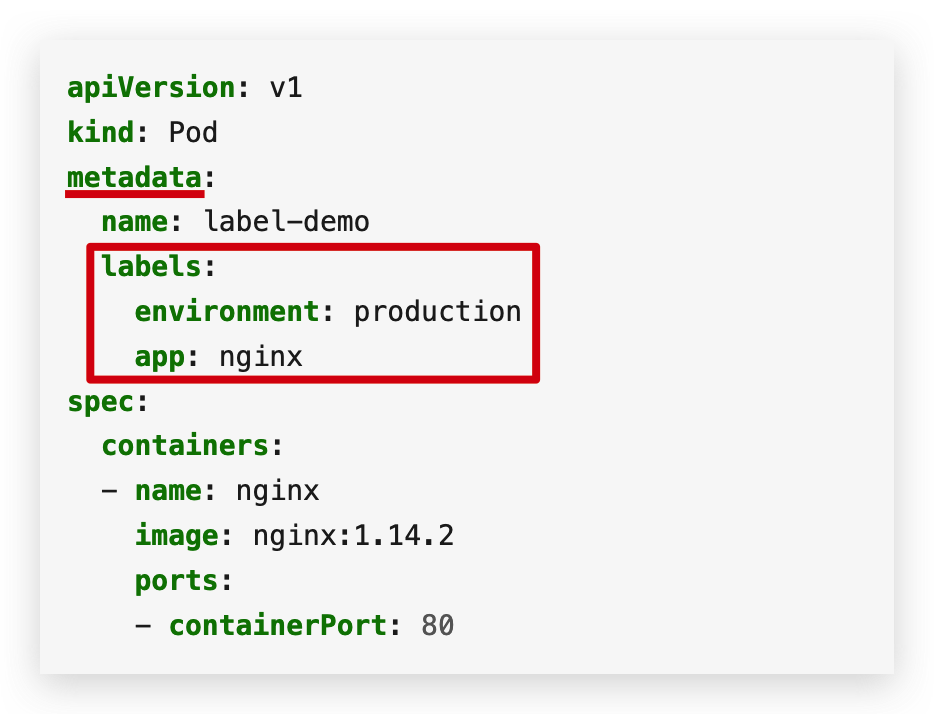 apiVersion: v1
kind: Pod
metadata:
  name: label-demo
  labels:
    environment: production
    app: nginx
spec:
  containers:
  - name: nginx
    image: nginx:1.14.2
    ports:
    - containerPort: 80